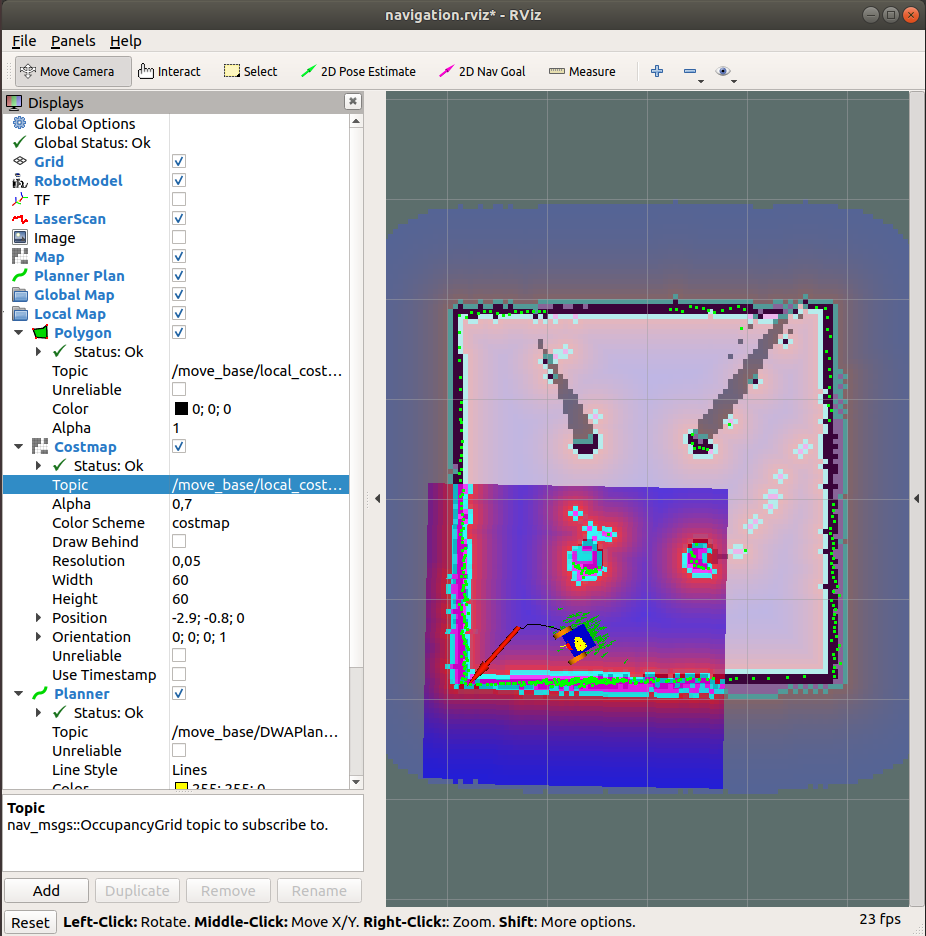 navigation.rviz* - RViz
File Panels Help
Move Camera Interact Select 2D Pose Estimate 2D Nav Goal Measure
Displays
Global Options
Global Status: Ok
Grid
RobotModel
TF
LaserScan
Image
Map
Planner Plan
Global Map
Local Map
Polygon
Status: Ok
Topic /move_base/local_cost...
Unreliable
Color 0; 0; 0
Alpha 1
Costmap
Status: Ok
Topic /move_base/local_cost...
Alpha 0,7
Color Scheme costmap
Draw Behind
Resolution 0,05
Width 60
Height 60
Position -2.9; -0.8; 0
Orientation 0; 0; 0; 1
Unreliable
Use Timestamp
Planner
Status: Ok
Topic /move_base/DWAPlan...
Unreliable
Line Style Lines
Color 255; 255; 0
Topic
nav_msgs::OccupancyGrid topic to subscribe to.
Add Duplicate Remove Rename
Reset Left-Click: Rotate. Middle-Click: Move X/Y. Right-Click:: Zoom. Shift: More options. 23 fps